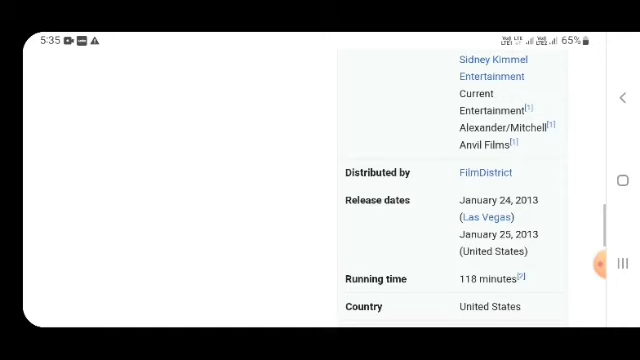 5:35 65%
Sidney Kimmel
Entertainment
Current
Entertainment[1]
Alexander/Mitchell[1]
Anvil Films[1]
Distributed by FilmDistrict
Release dates January 24, 2013
(Las Vegas)
January 25, 2013
(United States)
Running time 118 minutes[2]
Country United States